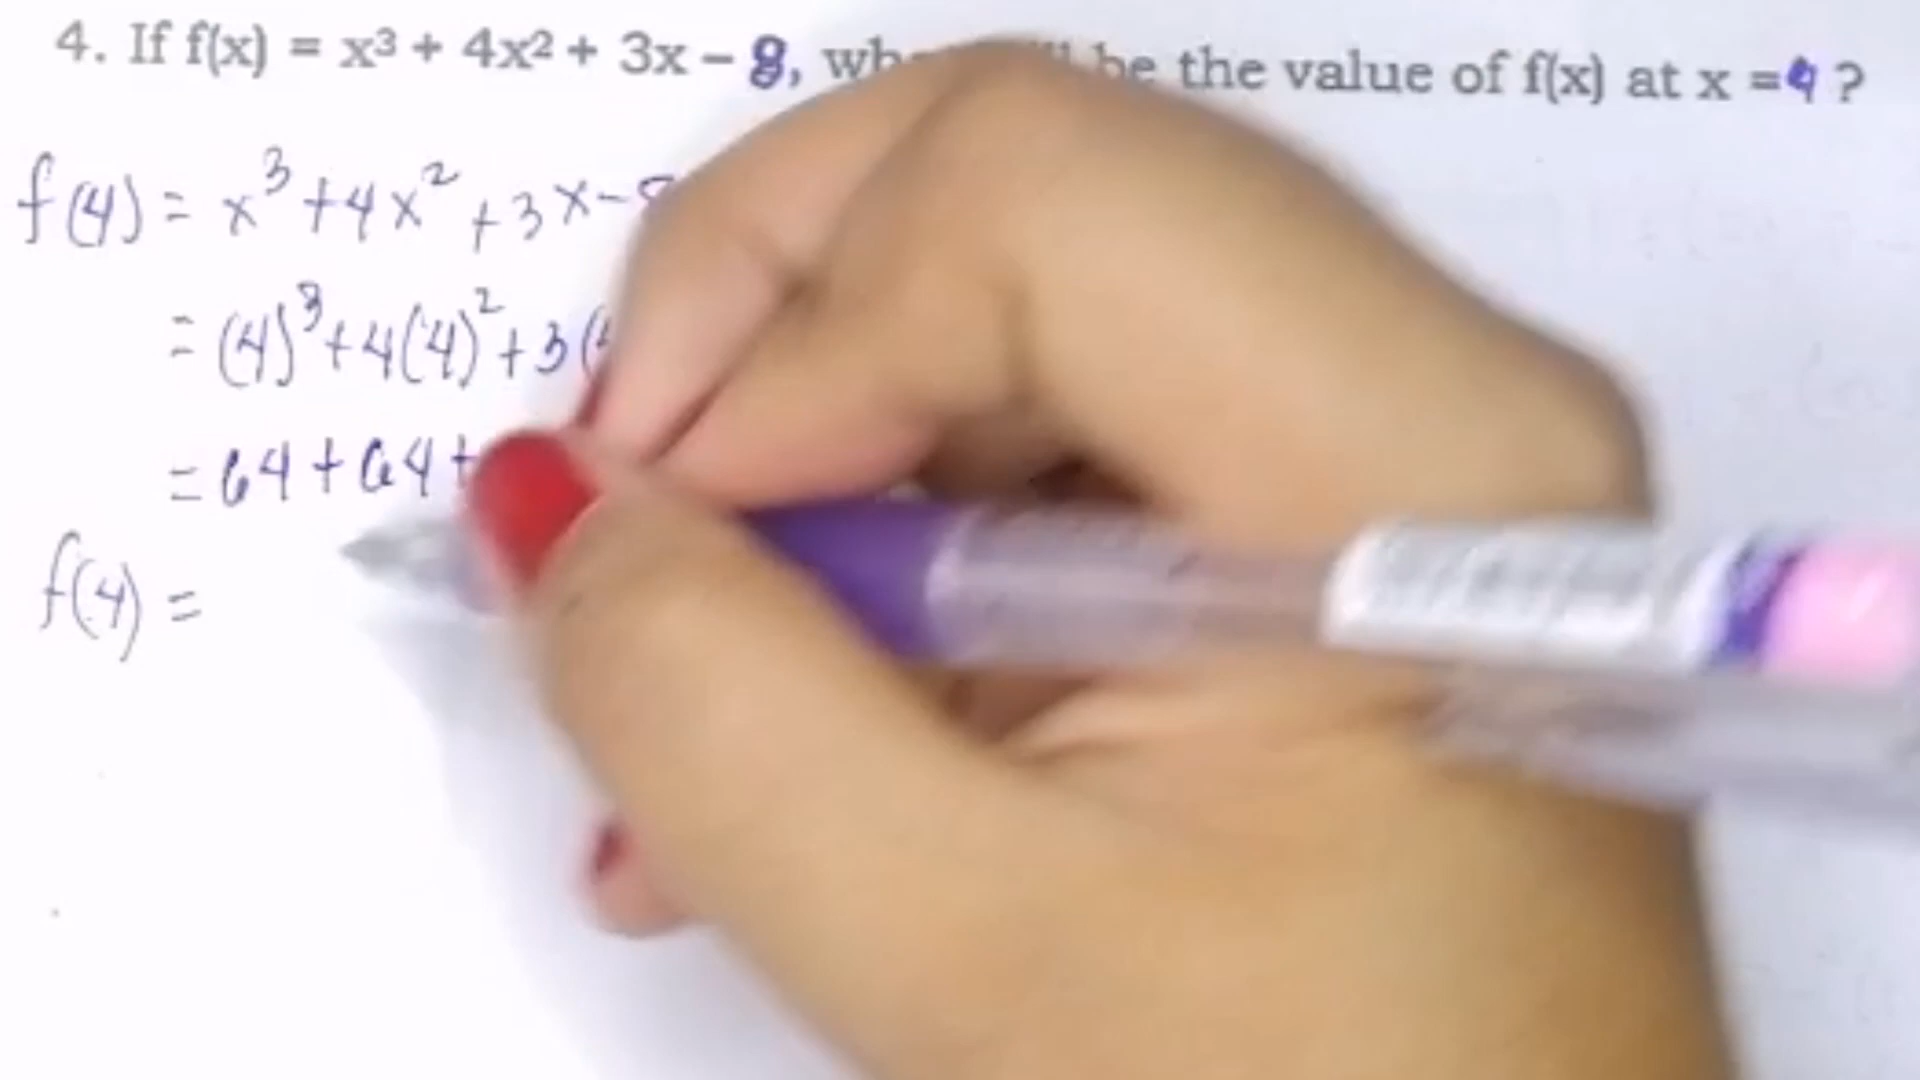 4. If f(x) = x³ + 4x² + 3x – 8, be the value of f(x) at x = 4 ?
f(4) = x³ + 4x² + 3x –
= (4)³ + 4(4)² + 3(
= 64 + 64 +
f(4) =